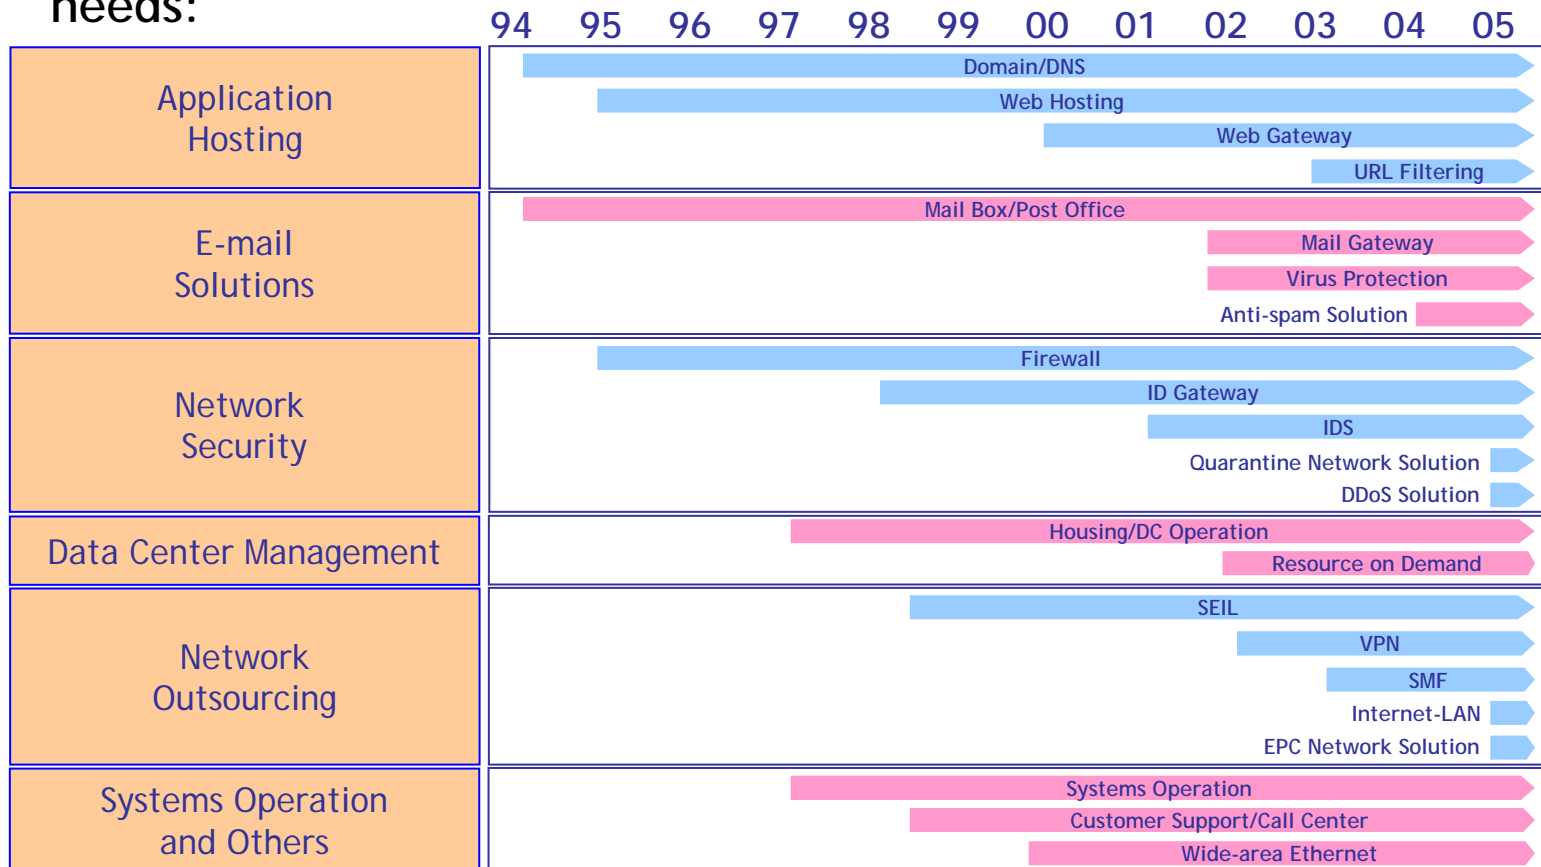 needs:
94 95 96 97 98 99 00 01 02 03 04 05
Application
Hosting
Domain/DNS
Web Hosting
Web Gateway
URL Filtering
E-mail
Solutions
Mail Box/Post Office
Mail Gateway
Virus Protection
Anti-spam Solution
Network
Security
Firewall
ID Gateway
IDS
Quarantine Network Solution
DDoS Solution
Data Center Management
Housing/DC Operation
Resource on Demand
Network
Outsourcing
SEIL
VPN
SMF
Internet-LAN
EPC Network Solution
Systems Operation
and Others
Systems Operation
Customer Support/Call Center
Wide-area Ethernet